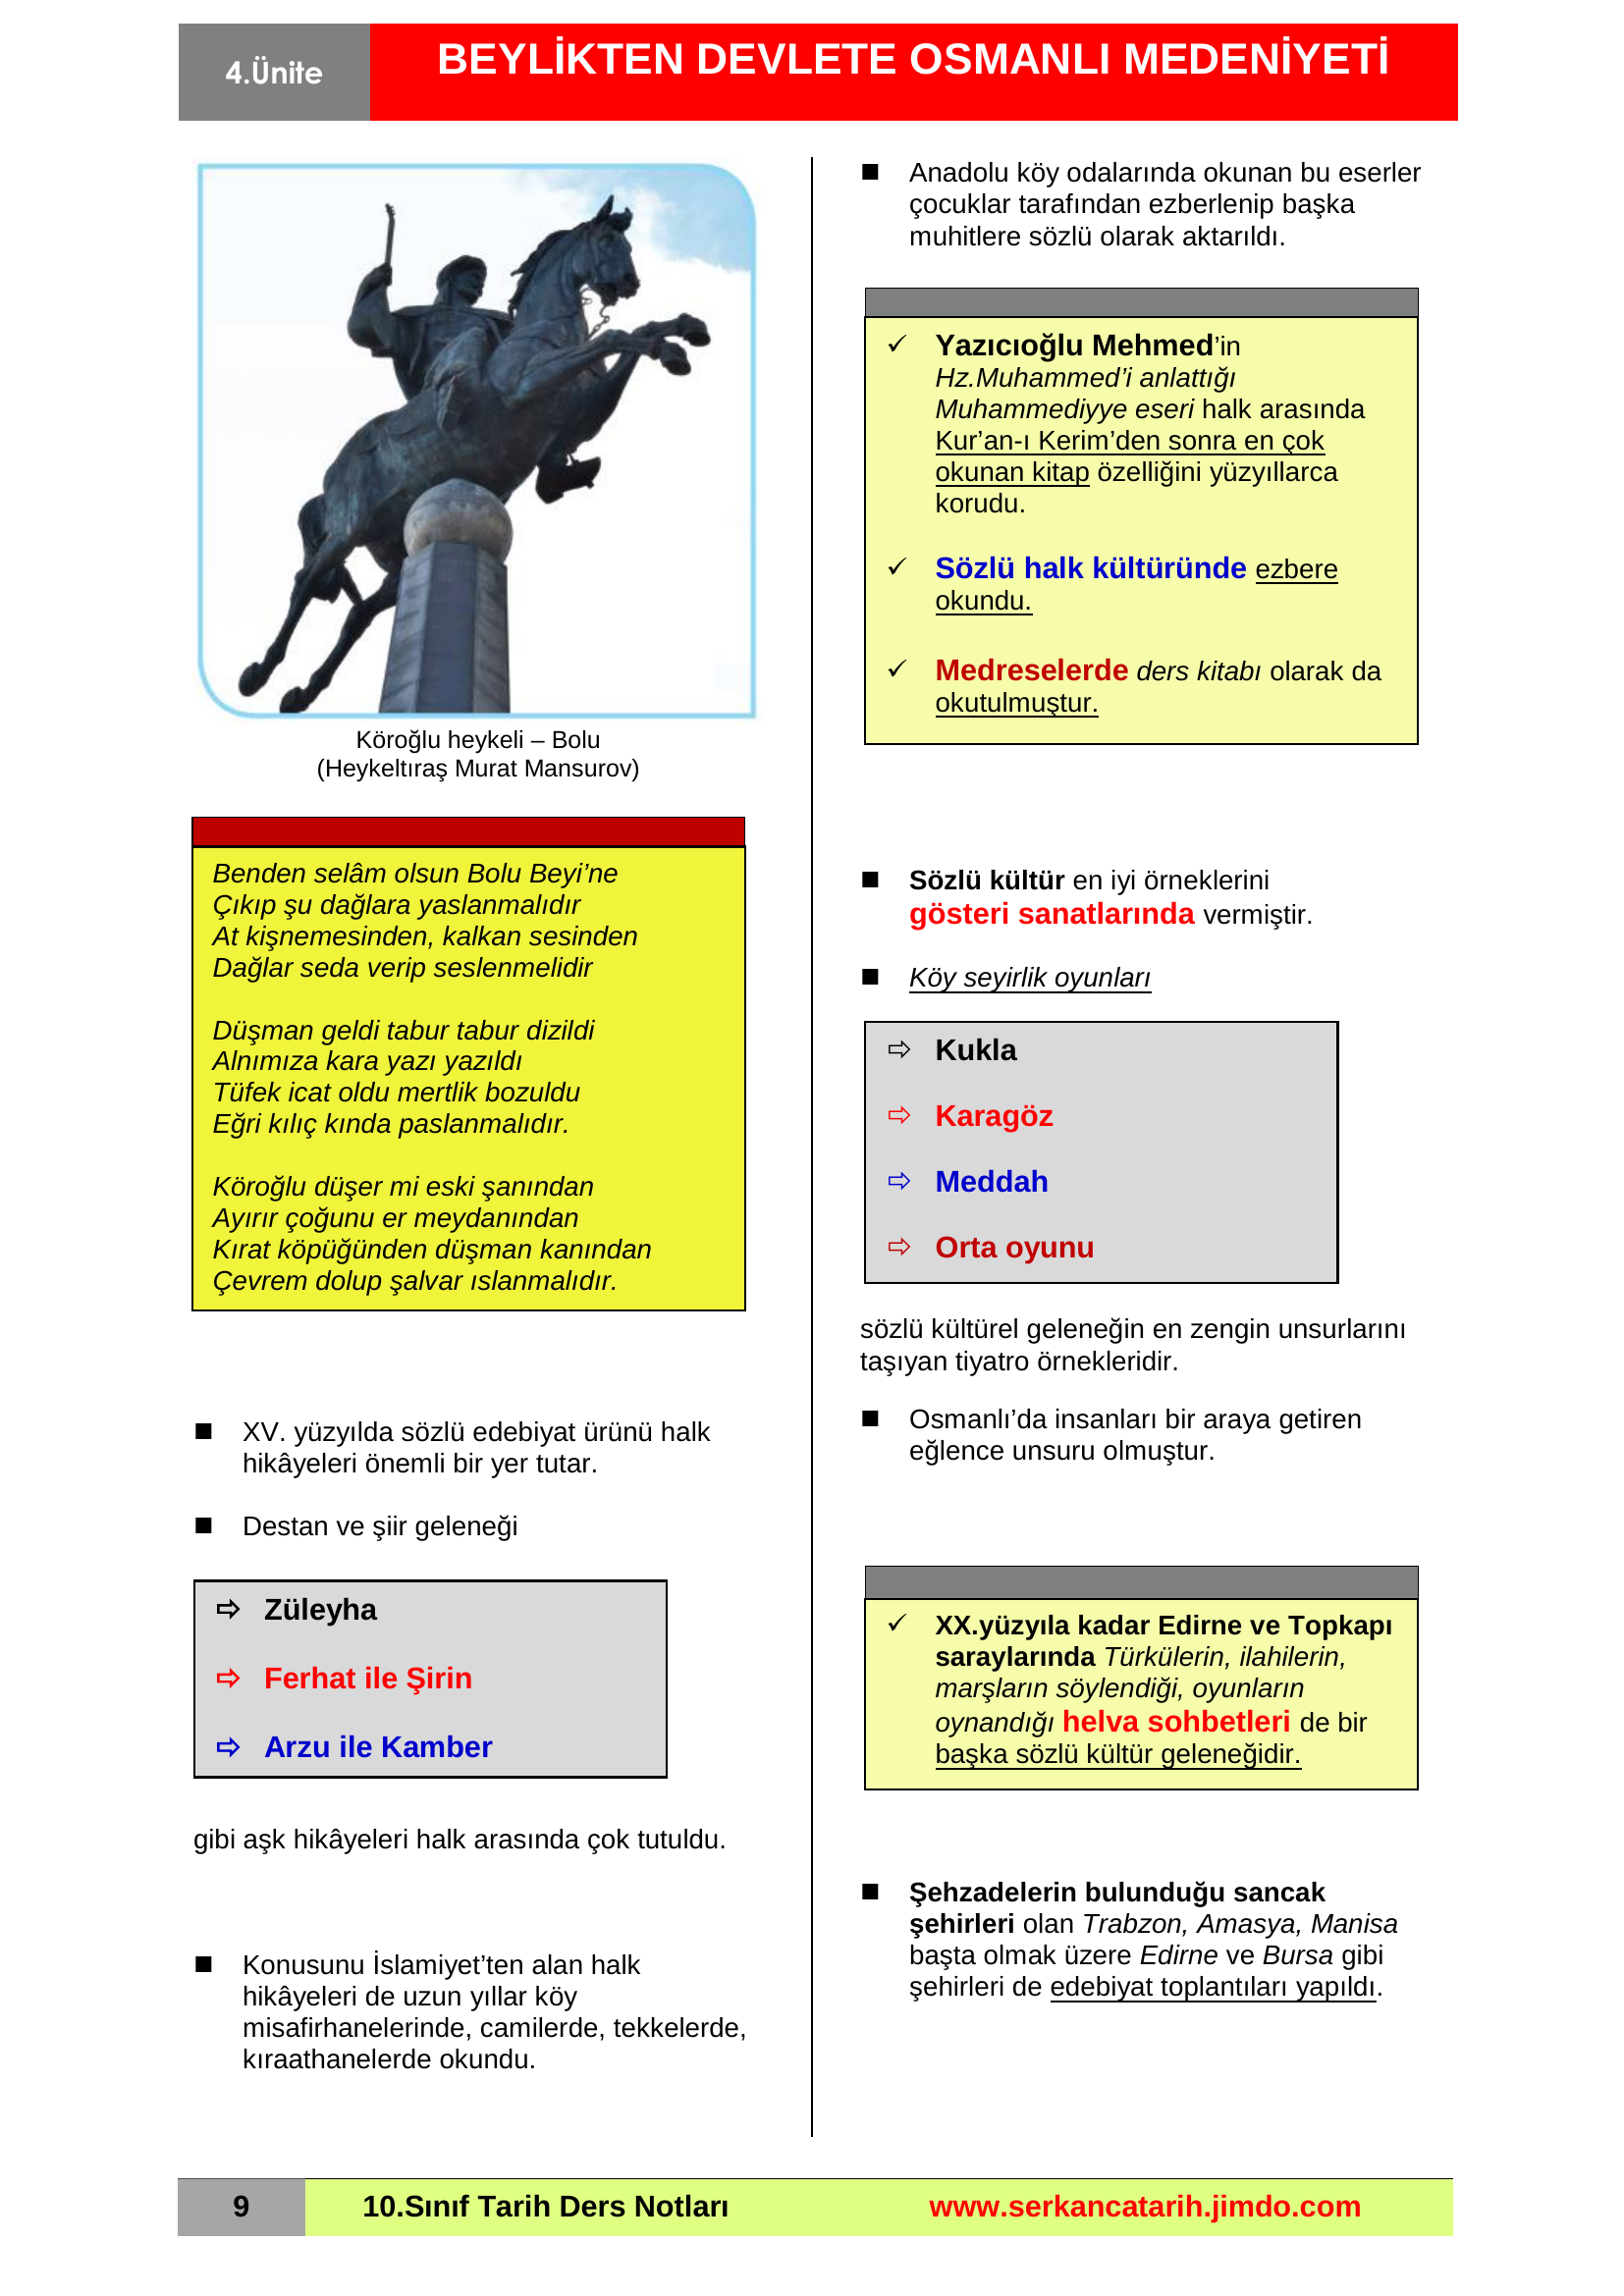 4.Ünite
BEYLİKTEN DEVLETE OSMANLI MEDENİYETİ
Köroğlu heykeli – Bolu
(Heykeltıraş Murat Mansurov)
Benden selâm olsun Bolu Beyi’ne
Çıkıp şu dağlara yaslanmalıdır
At kişnemesinden, kalkan sesinden
Dağlar seda verip seslenmelidir
Düşman geldi tabur tabur dizildi
Alnımıza kara yazı yazıldı
Tüfek icat oldu mertlik bozuldu
Eğri kılıç kında paslanmalıdır.
Köroğlu düşer mi eski şanından
Ayırır çoğunu er meydanından
Kırat köpüğünden düşman kanından
Çevrem dolup şalvar ıslanmalıdır.
■ XV. yüzyılda sözlü edebiyat ürünü halk
hikâyeleri önemli bir yer tutar.
■ Destan ve şiir geleneği
⇨ Züleyha
⇨ Ferhat ile Şirin
⇨ Arzu ile Kamber
gibi aşk hikâyeleri halk arasında çok tutuldu.
■ Konusunu İslamiyet’ten alan halk
hikâyeleri de uzun yıllar köy
misafirhanelerinde, camilerde, tekkelerde,
kıraathanelerde okundu.
■ Anadolu köy odalarında okunan bu eserler
çocuklar tarafından ezberlenip başka
muhitlere sözlü olarak aktarıldı.
✓ Yazıcıoğlu Mehmed’in
Hz.Muhammed’i anlattığı
Muhammediyye eseri halk arasında
Kur’an-ı Kerim’den sonra en çok
okunan kitap özelliğini yüzyıllarca
korudu.
✓ Sözlü halk kültüründe ezbere
okundu.
✓ Medreselerde ders kitabı olarak da
okutulmuştur.
■ Sözlü kültür en iyi örneklerini
gösteri sanatlarında vermiştir.
■ Köy seyirlik oyunları
⇨ Kukla
⇨ Karagöz
⇨ Meddah
⇨ Orta oyunu
sözlü kültürel geleneğin en zengin unsurlarını
taşıyan tiyatro örnekleridir.
■ Osmanlı’da insanları bir araya getiren
eğlence unsuru olmuştur.
✓ XX.yüzyıla kadar Edirne ve Topkapı
saraylarında Türkülerin, ilahilerin,
marşların söylendiği, oyunların
oynandığı helva sohbetleri de bir
başka sözlü kültür geleneğidir.
■ Şehzadelerin bulunduğu sancak
şehirleri olan Trabzon, Amasya, Manisa
başta olmak üzere Edirne ve Bursa gibi
şehirleri de edebiyat toplantıları yapıldı.
9
10.Sınıf Tarih Ders Notları
www.serkancatarih.jimdo.com